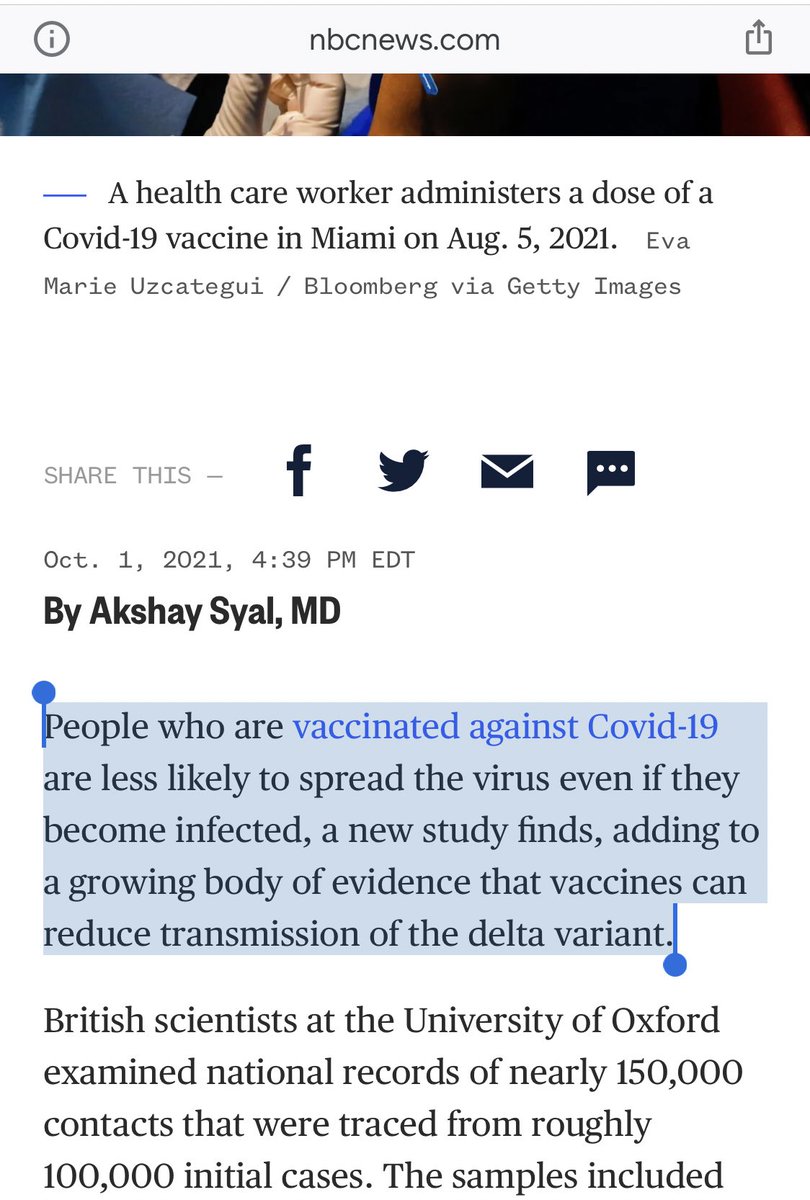 nbcnews.com
— A health care worker administers a dose of a
Covid-19 vaccine in Miami on Aug. 5, 2021. Eva
Marie Uzcategui / Bloomberg via Getty Images
SHARE THIS —
Oct. 1, 2021, 4:39 PM EDT
By Akshay Syal, MD
People who are vaccinated against Covid-19
are less likely to spread the virus even if they
become infected, a new study finds, adding to
a growing body of evidence that vaccines can
reduce transmission of the delta variant.
British scientists at the University of Oxford
examined national records of nearly 150,000
contacts that were traced from roughly
100,000 initial cases. The samples included